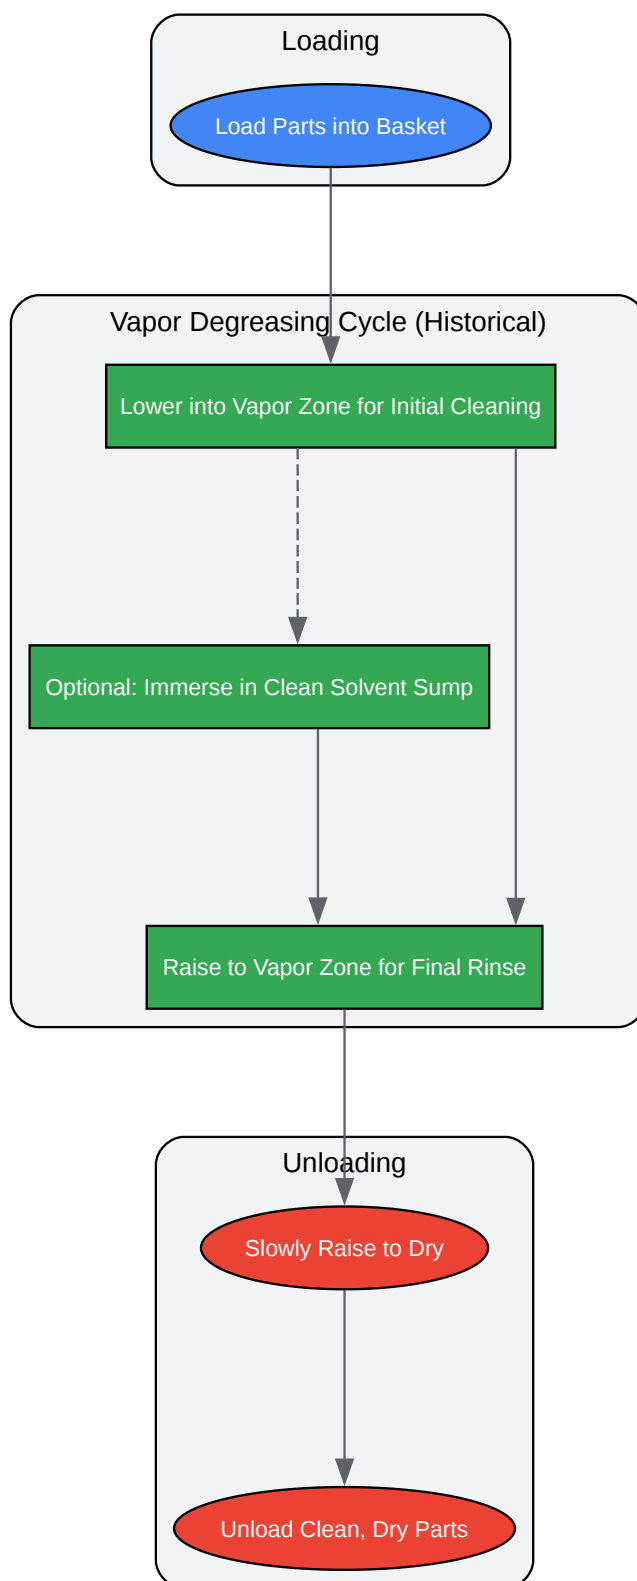 Loading
Load Parts into Basket
Vapor Degreasing Cycle (Historical)
Lower into Vapor Zone for Initial Cleaning
Optional: Immerse in Clean Solvent Sump
Raise to Vapor Zone for Final Rinse
Unloading
Slowly Raise to Dry
Unload Clean, Dry Parts